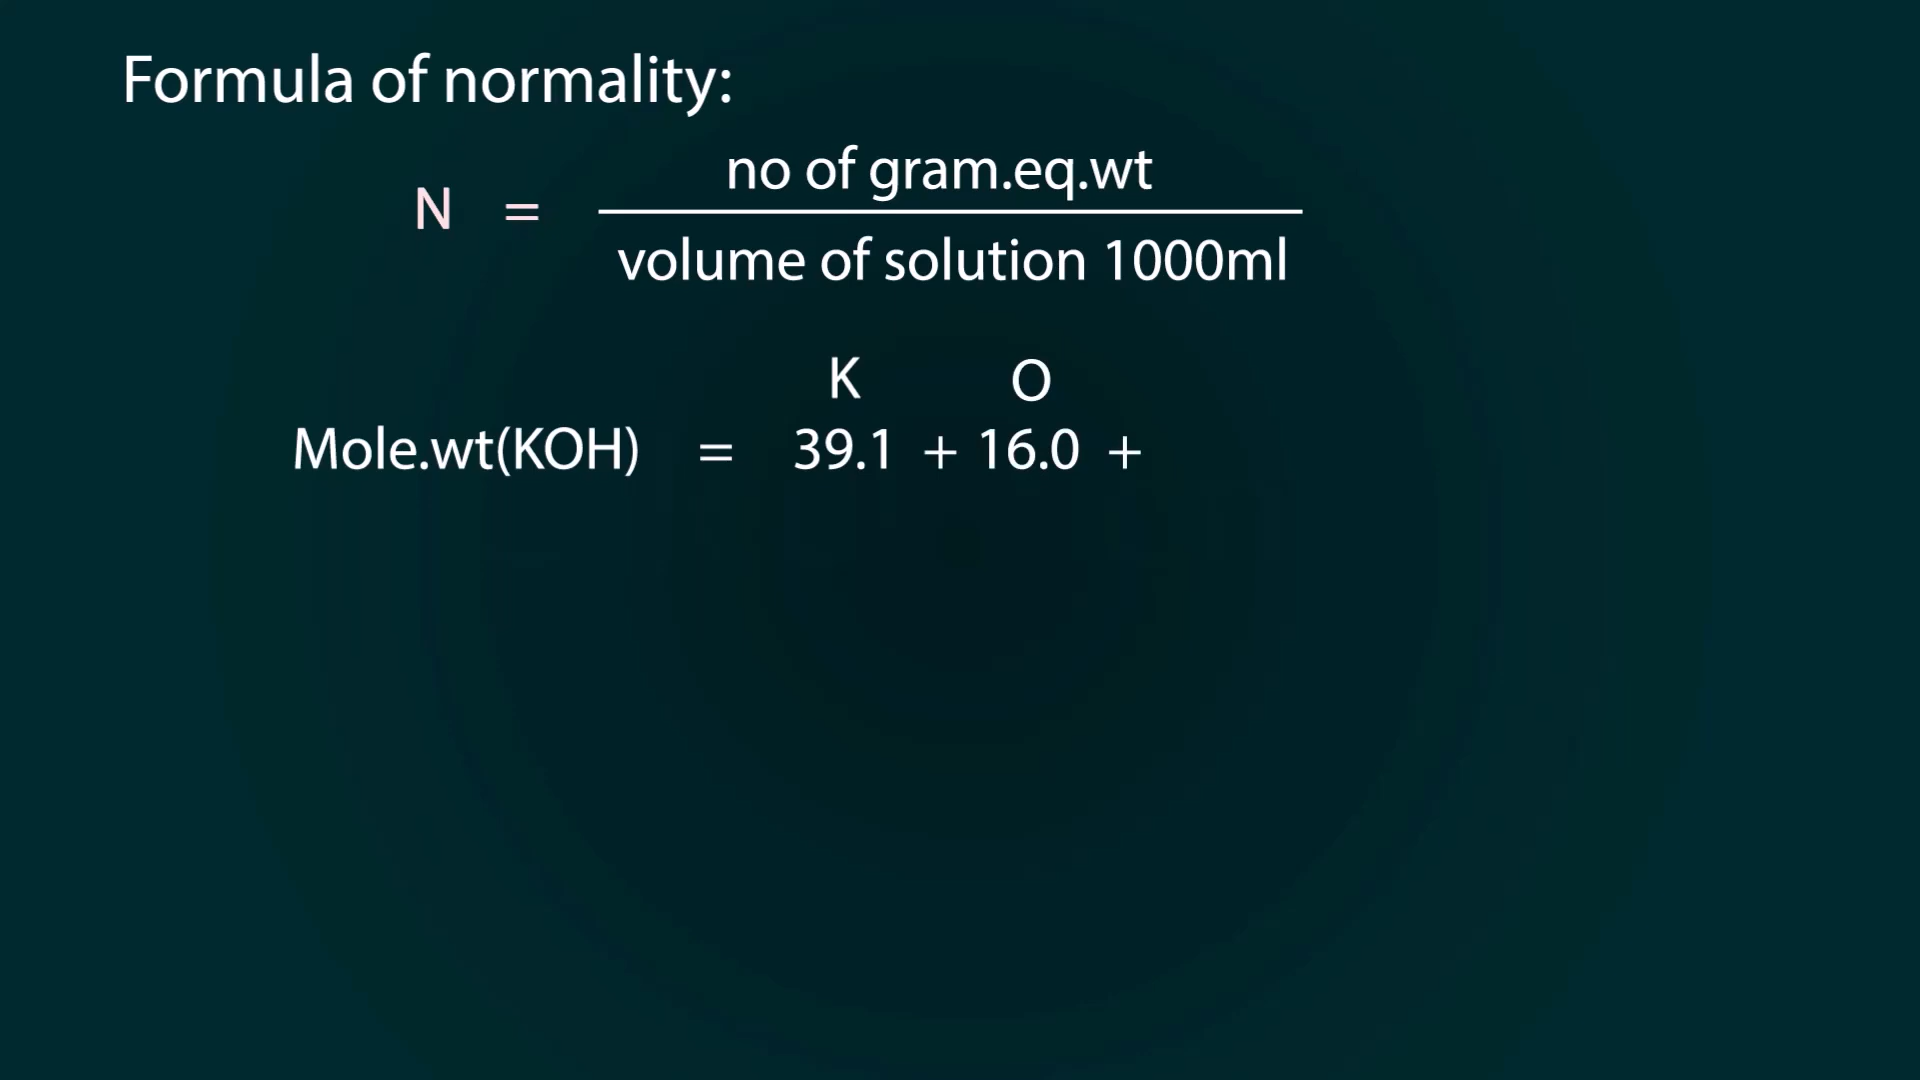 Formula of normality:
no of gram.eq.wt
N =
volume of solution 1000ml
K O
Mole.wt(KOH) = 39.1 + 16.0 +